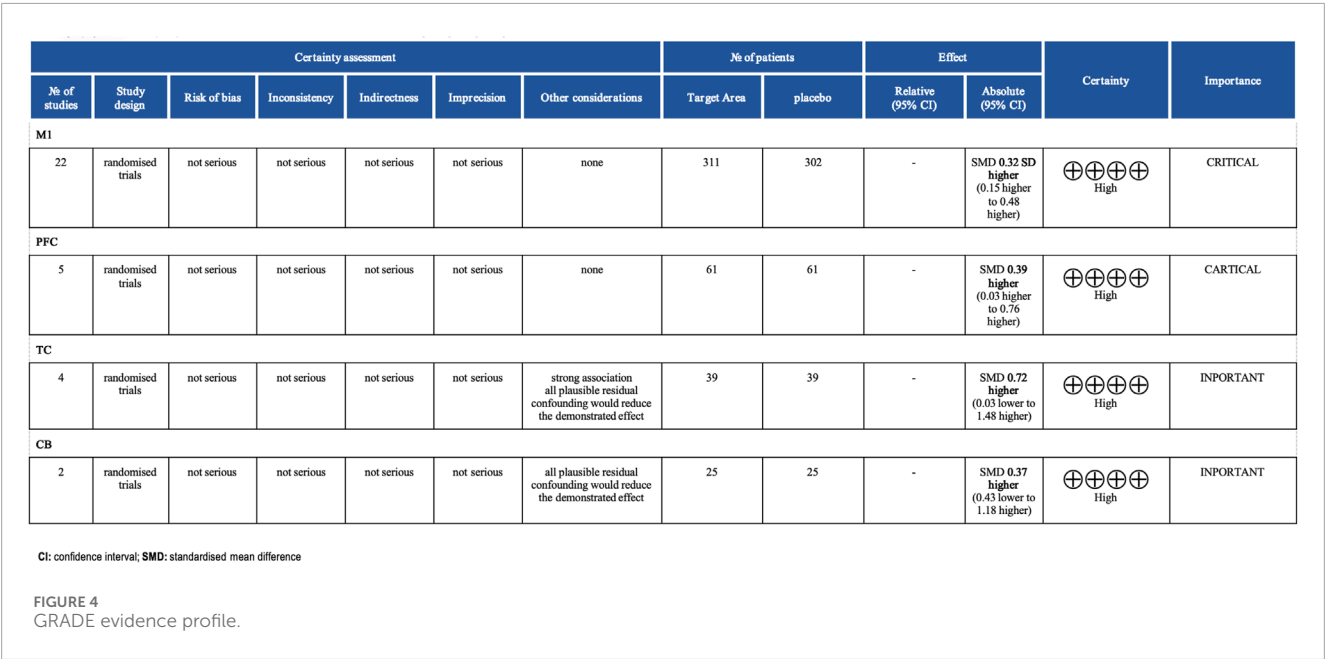 Certainty assessment
№ of patients
Effect
Certainty
Importance
№ of
studies
Study
design
Risk of bias
Inconsistency
Indirectness
Imprecision
Other considerations
Target Area
placebo
Relative
(95% CI)
Absolute
(95% CI)
M1
22
randomised
trials
not serious
not serious
not serious
not serious
none
311
302
-
SMD 0.32 SD
higher
(0.15 higher
to 0.48
higher)
⨁⨁⨁⨁
High
CRITICAL
PFC
5
randomised
trials
not serious
not serious
not serious
not serious
none
61
61
-
SMD 0.39
higher
(0.03 higher
to 0.76
higher)
⨁⨁⨁⨁
High
CARTICAL
TC
4
randomised
trials
not serious
not serious
not serious
not serious
strong association
all plausible residual
confounding would reduce
the demonstrated effect
39
39
-
SMD 0.72
higher
(0.03 lower to
1.48 higher)
⨁⨁⨁⨁
High
INPORTANT
CB
2
randomised
trials
not serious
not serious
not serious
not serious
all plausible residual
confounding would reduce
the demonstrated effect
25
25
-
SMD 0.37
higher
(0.43 lower to
1.18 higher)
⨁⨁⨁⨁
High
INPORTANT
CI: confidence interval; SMD: standardised mean difference
FIGURE 4
GRADE evidence profile.